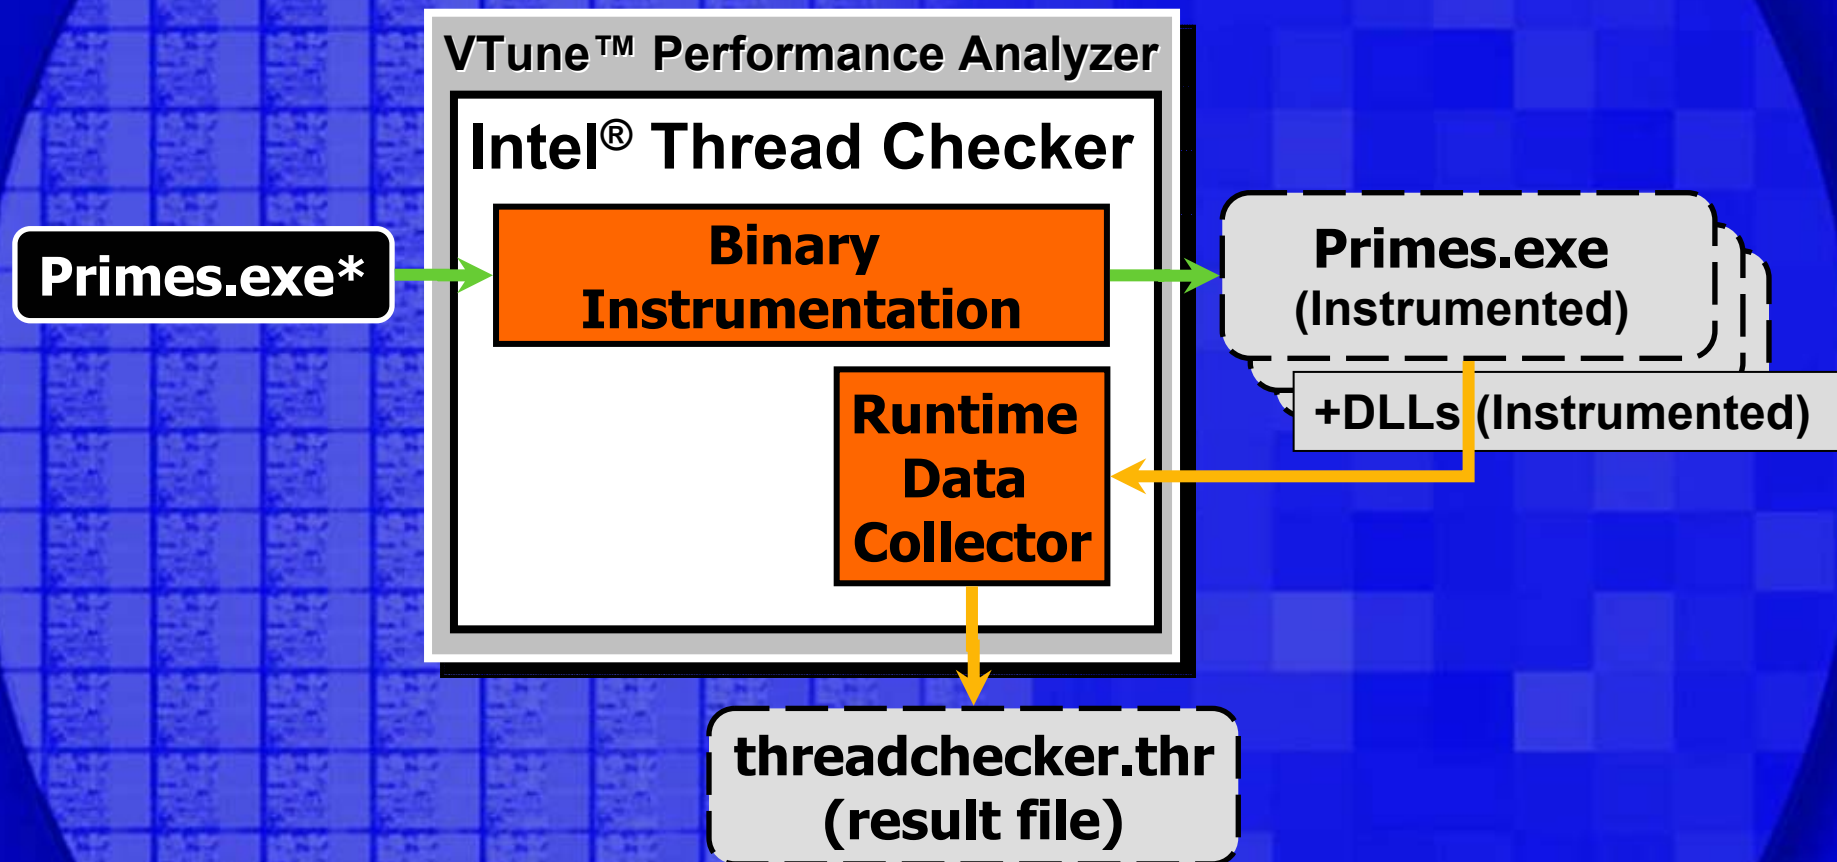 VTune™ Performance Analyzer
Intel® Thread Checker
Primes.exe*
Binary
Instrumentation
Primes.exe
(Instrumented)
+DLLs (Instrumented)
Runtime
Data
Collector
threadchecker.thr
(result file)